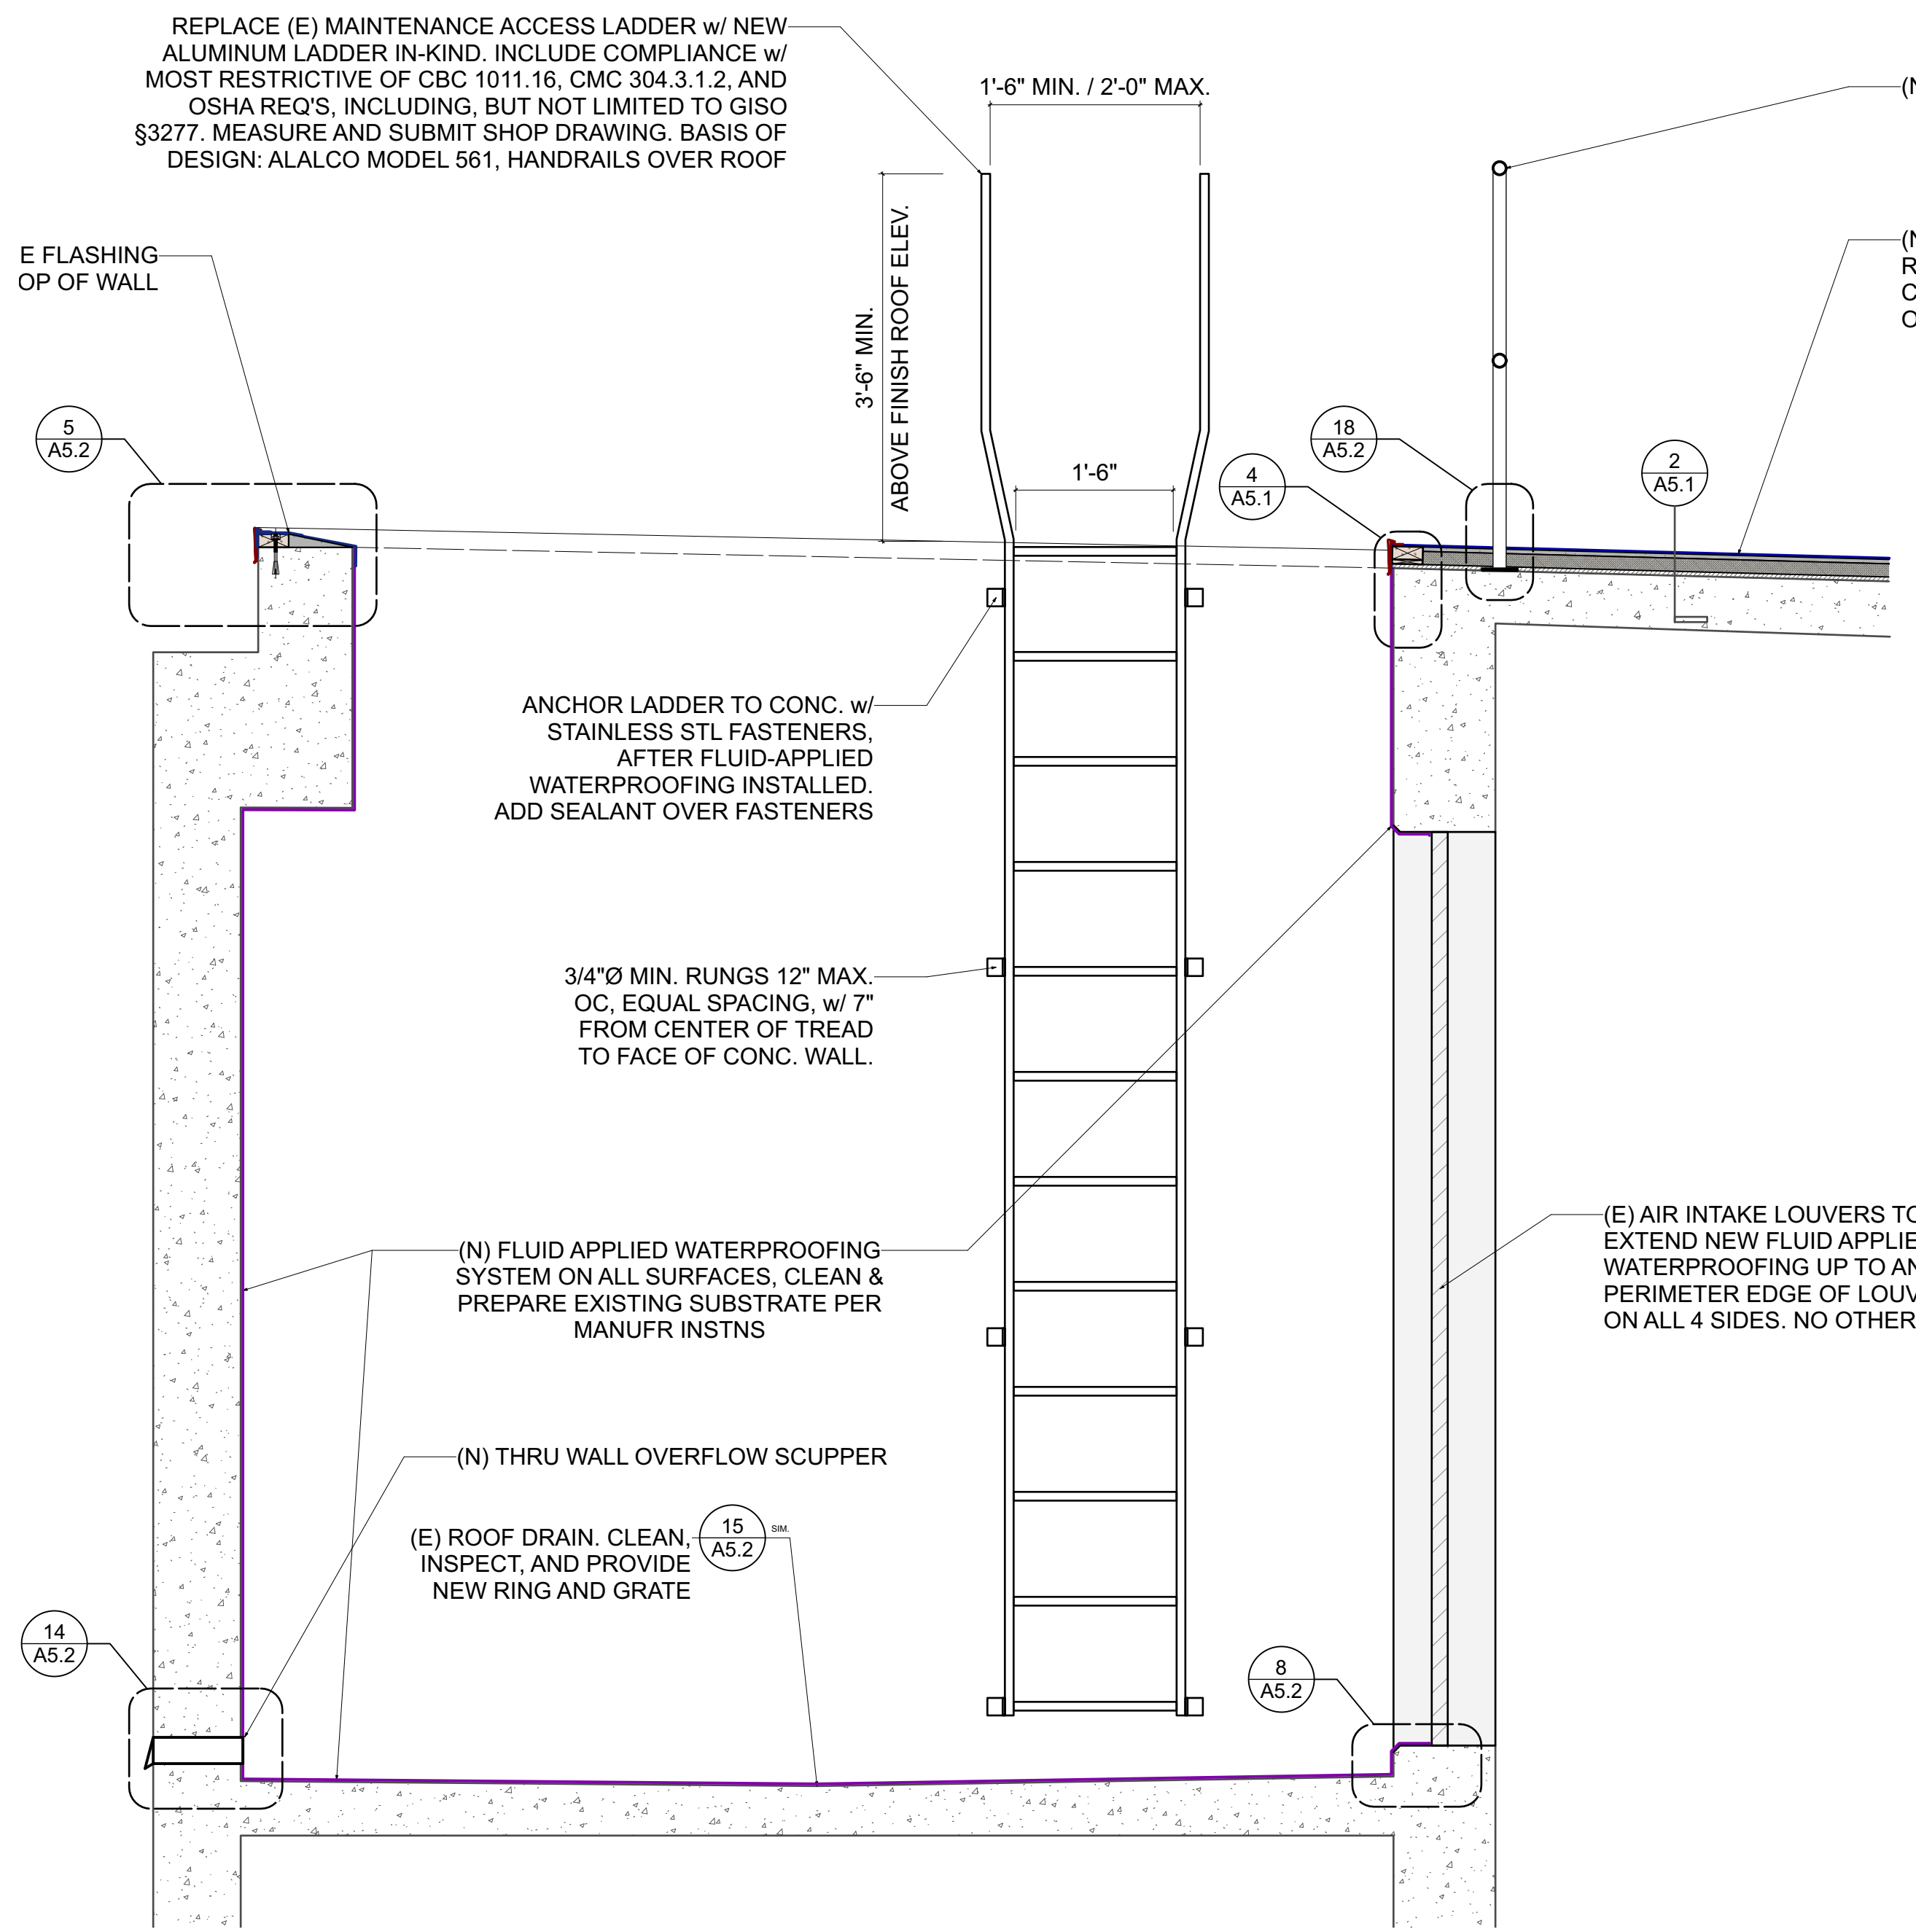 REPLACE (E) MAINTENANCE ACCESS LADDER w/ NEW
ALUMINUM LADDER IN-KIND. INCLUDE COMPLIANCE w/
MOST RESTRICTIVE OF CBC 1011.16, CMC 304.3.1.2, AND
OSHA REQ'S, INCLUDING, BUT NOT LIMITED TO GISO
§3277. MEASURE AND SUBMIT SHOP DRAWING. BASIS OF
DESIGN: ALALCO MODEL 561, HANDRAILS OVER ROOF
1'-6" MIN. / 2'-0" MAX.
(N
E FLASHING
OP OF WALL
3'-6" MIN.
ABOVE FINISH ROOF ELEV.
(N
R
C
O
5
A5.2
1'-6"
4
A5.1
18
A5.2
2
A5.1
ANCHOR LADDER TO CONC. w/
STAINLESS STL FASTENERS,
AFTER FLUID-APPLIED
WATERPROOFING INSTALLED.
ADD SEALANT OVER FASTENERS
3/4"Ø MIN. RUNGS 12" MAX.
OC, EQUAL SPACING, w/ 7"
FROM CENTER OF TREAD
TO FACE OF CONC. WALL.
(N) FLUID APPLIED WATERPROOFING
SYSTEM ON ALL SURFACES, CLEAN &
PREPARE EXISTING SUBSTRATE PER
MANUFR INSTNS
(E) AIR INTAKE LOUVERS TO
EXTEND NEW FLUID APPLIE
WATERPROOFING UP TO AN
PERIMETER EDGE OF LOUV
ON ALL 4 SIDES. NO OTHER
(N) THRU WALL OVERFLOW SCUPPER
(E) ROOF DRAIN. CLEAN,
INSPECT, AND PROVIDE
NEW RING AND GRATE
15
A5.2
SIM.
14
A5.2
8
A5.2